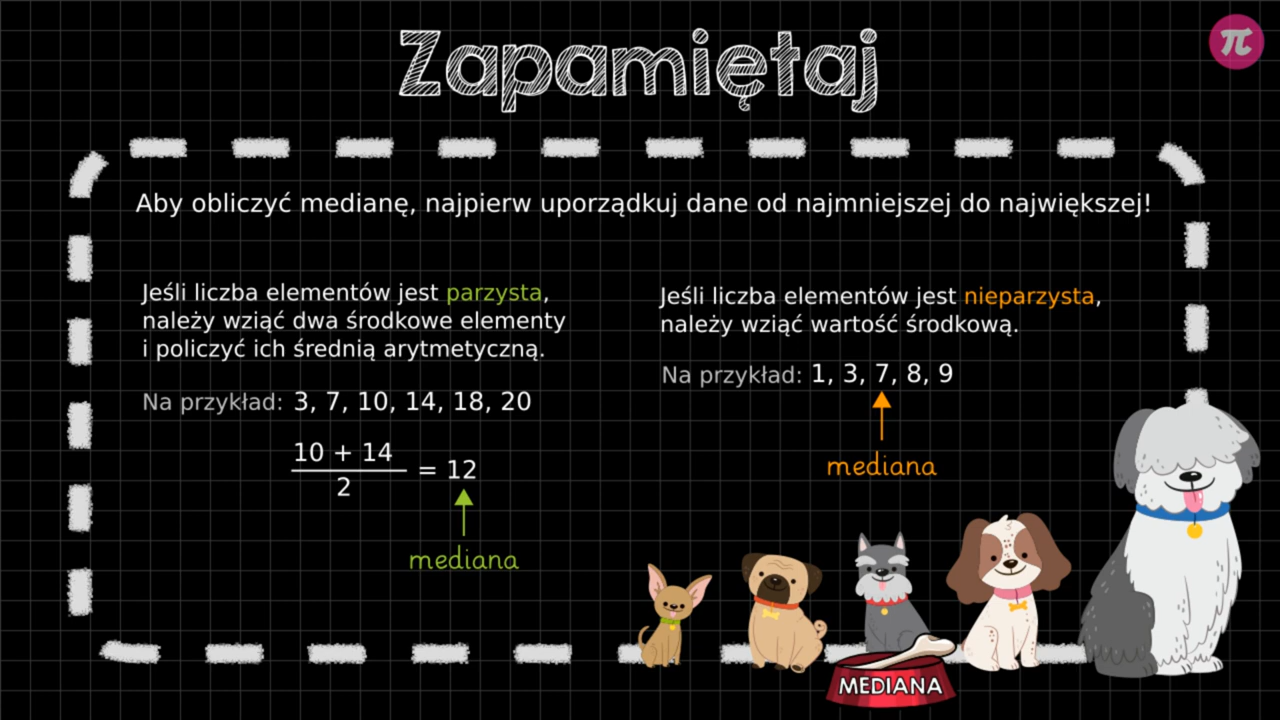 Zapamiętaj
π
Aby obliczyć medianę, najpierw uporządkuj dane od najmniejszej do największej!
Jeśli liczba elementów jest parzysta,
należy wziąć dwa środkowe elementy
i policzyć ich średnią arytmetyczną.
Na przykład: 3, 7, 10, 14, 18, 20
10 + 14
2
= 12
mediana
Jeśli liczba elementów jest nieparzysta,
należy wziąć wartość środkową.
Na przykład: 1, 3, 7, 8, 9
mediana
MEDIANA